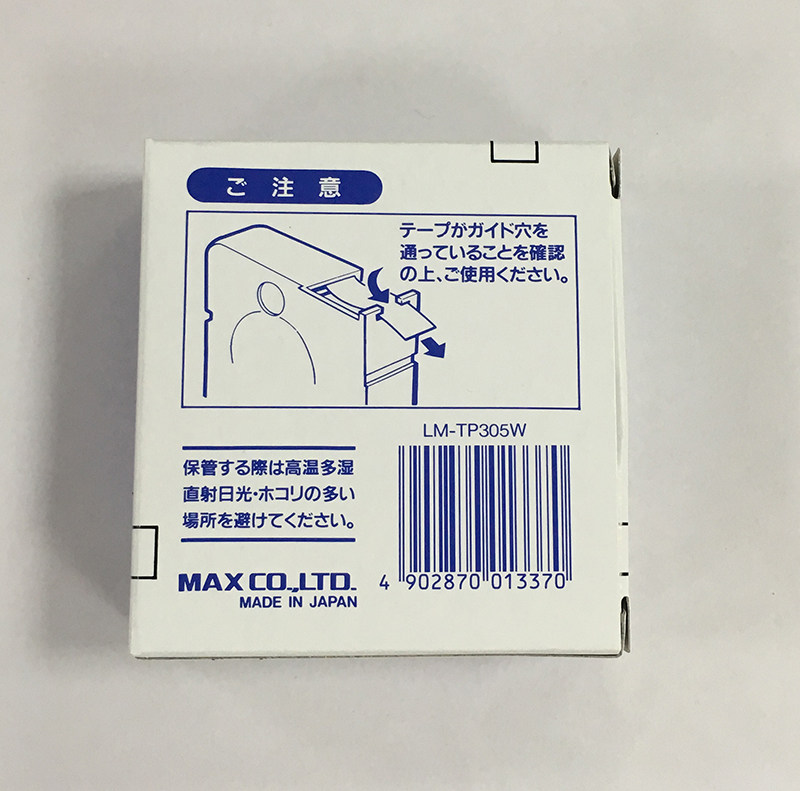 ご注意
テープがガイド穴を
通っていることを確認
の上、ご使用ください。
LM-TP305W
保管する際は高温多湿
直射日光・ホコリの多い
場所を避けてください。
MAX CO.,LTD.
MADE IN JAPAN
4 902870 013370